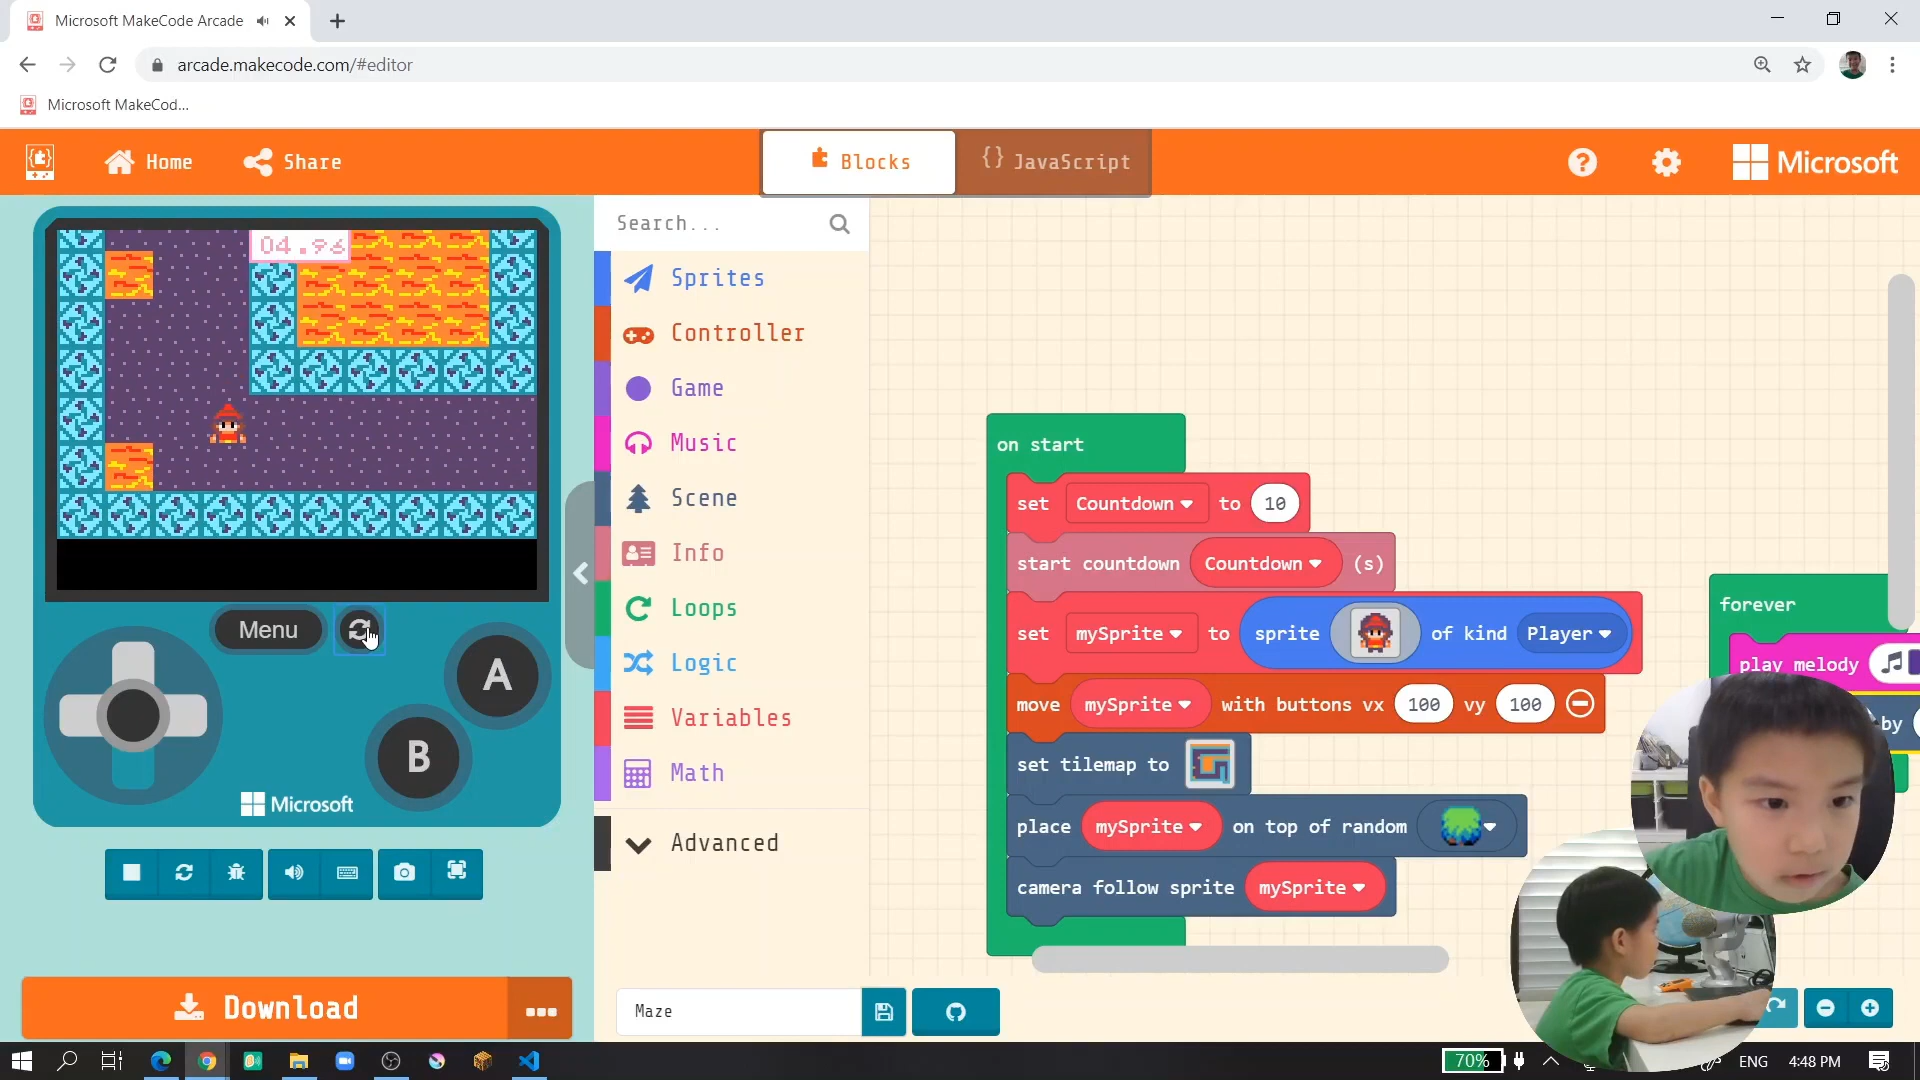 Microsoft MakeCode Arcade
arcade.makecode.com/#editor
Microsoft MakeCod...
Home
Share
Blocks
{} JavaScript
Microsoft
04.96
Menu
A
B
Microsoft
Download
Search...
Sprites
Controller
Game
Music
Scene
Info
Loops
Logic
Variables
Math
Advanced
on start
set Countdown to 10
start countdown Countdown (s)
set mySprite to sprite of kind Player
move mySprite with buttons vx 100 vy 100
set tilemap to
place mySprite on top of random
camera follow sprite mySprite
forever
play melody
by
Maze
70%
ENG
4:48 PM